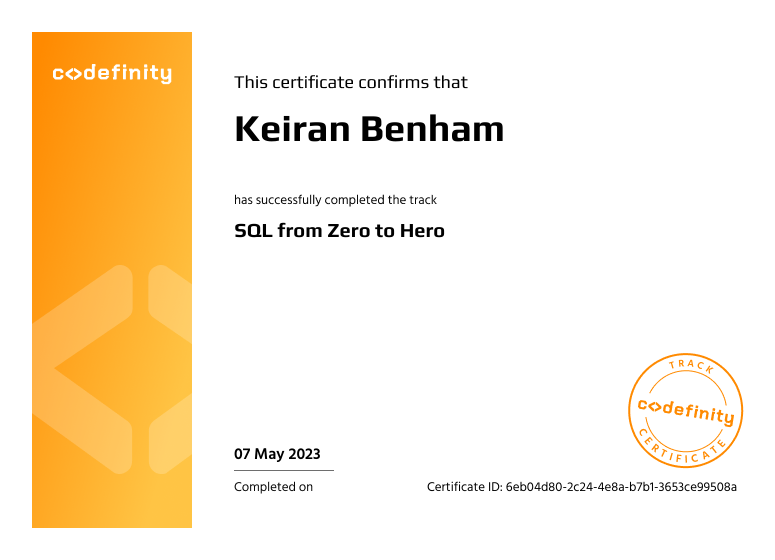 c<>definity
This certificate confirms that
Keiran Benham
has successfully completed the track
SQL from Zero to Hero
TRACK
c<>definity
CERTIFICATE
07 May 2023
Completed on
Certificate ID: 6eb04d80-2c24-4e8a-b7b1-3653ce99508a